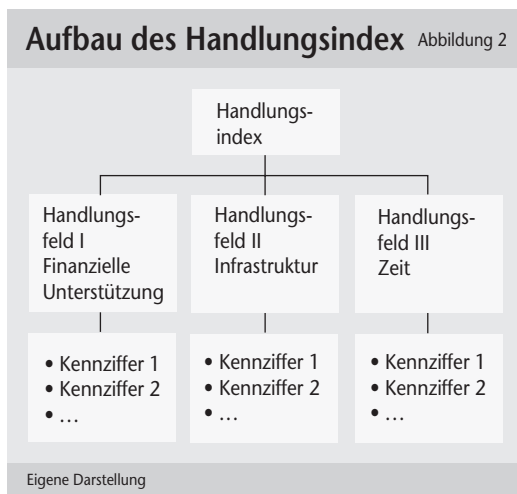 Aufbau des Handlungsindex Abbildung 2
Handlungs-
index
Handlungs-
feld I
Finanzielle
Unterstützung
Handlungs-
feld II
Infrastruktur
Handlungs-
feld III
Zeit
• Kennziffer 1
• Kennziffer 2
• …
• Kennziffer 1
• Kennziffer 2
• …
• Kennziffer 1
• Kennziffer 2
• …
Eigene Darstellung